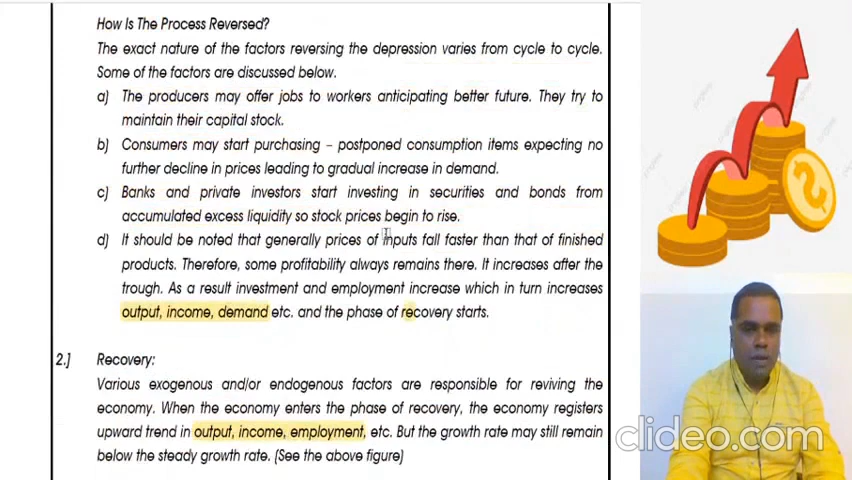 How Is The Process Reversed?
The exact nature of the factors reversing the depression varies from cycle to cycle.
Some of the factors are discussed below.
a) The producers may offer jobs to workers anticipating better future. They try to
maintain their capital stock.
b) Consumers may start purchasing – postponed consumption items expecting no
further decline in prices leading to gradual increase in demand.
c) Banks and private investors start investing in securities and bonds from
accumulated excess liquidity so stock prices begin to rise.
d) It should be noted that generally prices of inputs fall faster than that of finished
products. Therefore, some profitability always remains there. It increases after the
trough. As a result investment and employment increase which in turn increases
output, income, demand etc. and the phase of recovery starts.
2.] Recovery:
Various exogenous and/or endogenous factors are responsible for reviving the
economy. When the economy enters the phase of recovery, the economy registers
upward trend in output, income, employment, etc. But the growth rate may still remain
below the steady growth rate. (See the above figure)
clideo.com